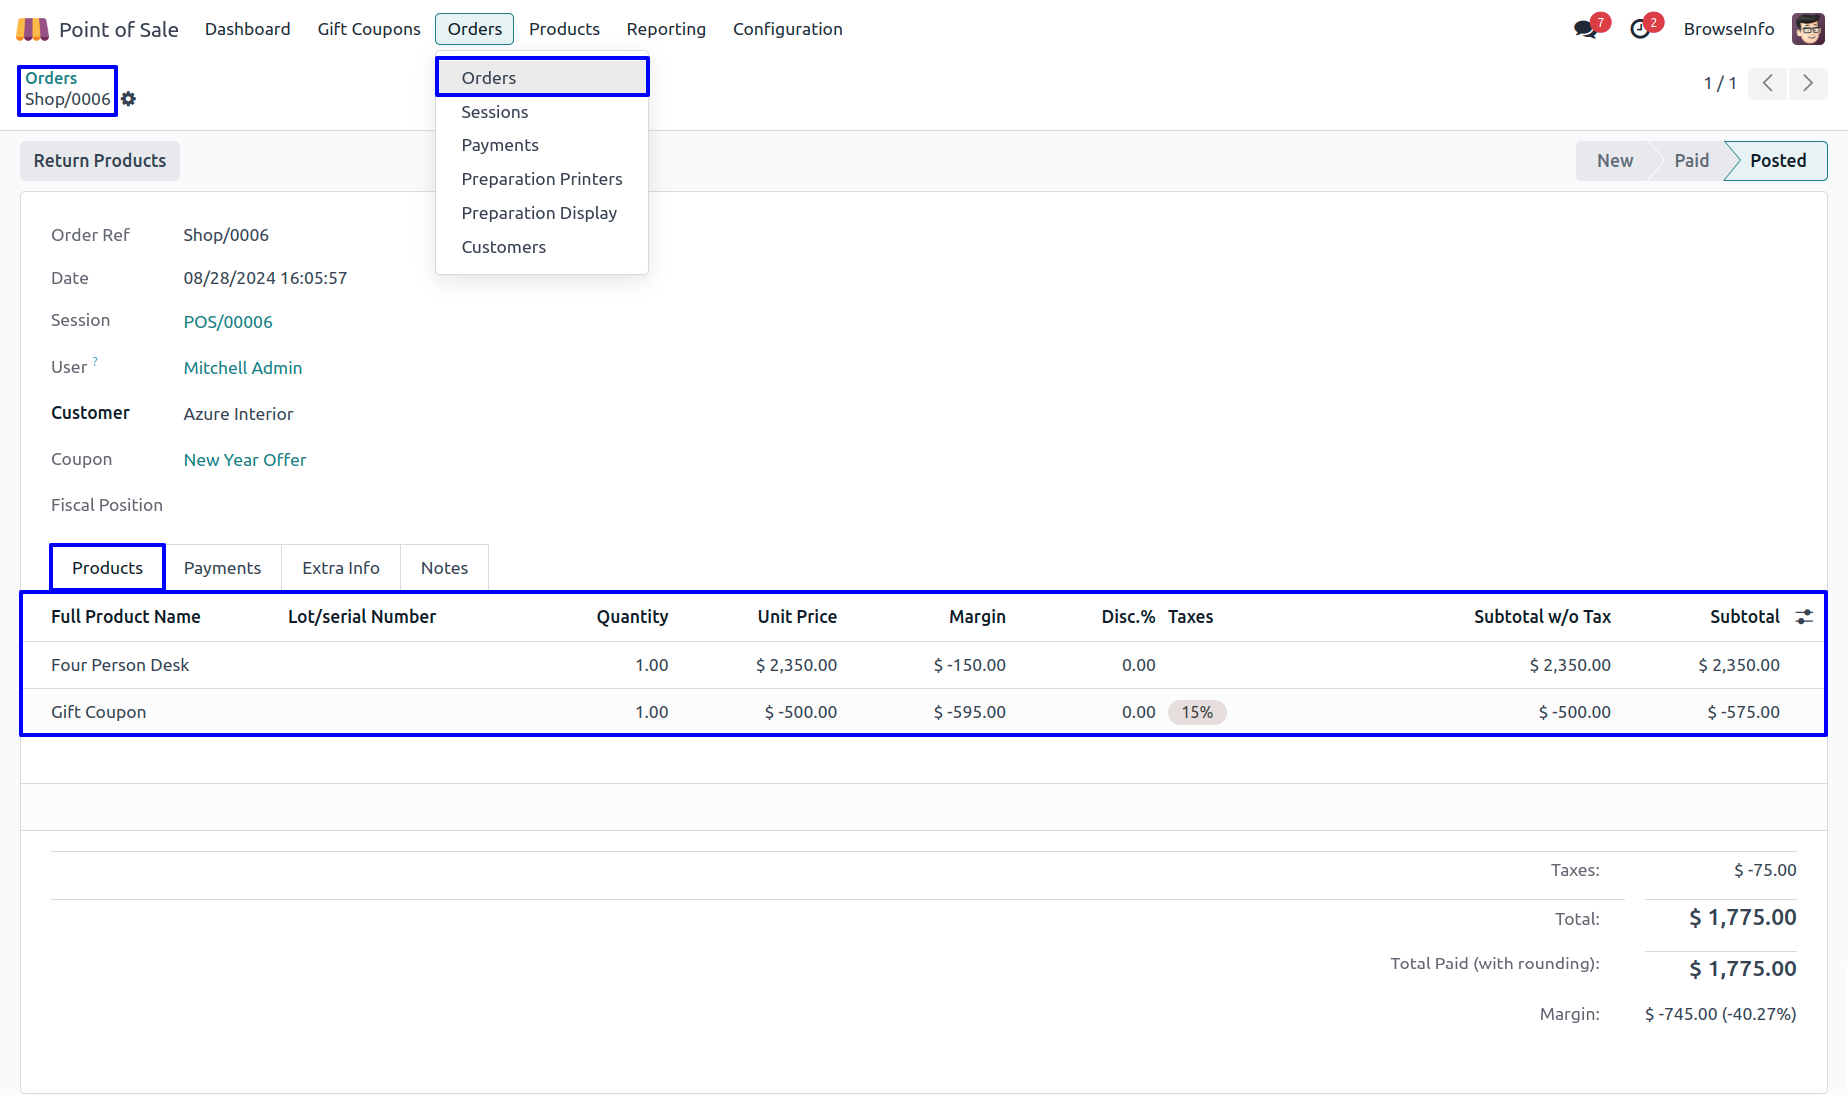 Point of Sale Dashboard Gift Coupons Orders Products Reporting Configuration 7 2 BrowseInfo
Orders
Shop/0006
1 / 1
Orders
Sessions
Payments
Preparation Printers
Preparation Display
Customers
Return Products
New Paid Posted
Order Ref Shop/0006
Date 08/28/2024 16:05:57
Session POS/00006
User ? Mitchell Admin
Customer Azure Interior
Coupon New Year Offer
Fiscal Position
Products Payments Extra Info Notes
Full Product Name Lot/serial Number Quantity Unit Price Margin Disc.% Taxes Subtotal w/o Tax Subtotal
Four Person Desk 1.00 $ 2,350.00 $ -150.00 0.00 $ 2,350.00 $ 2,350.00
Gift Coupon 1.00 $ -500.00 $ -595.00 0.00 15% $ -500.00 $ -575.00
Taxes: $ -75.00
Total: $ 1,775.00
Total Paid (with rounding): $ 1,775.00
Margin: $ -745.00 (-40.27%)